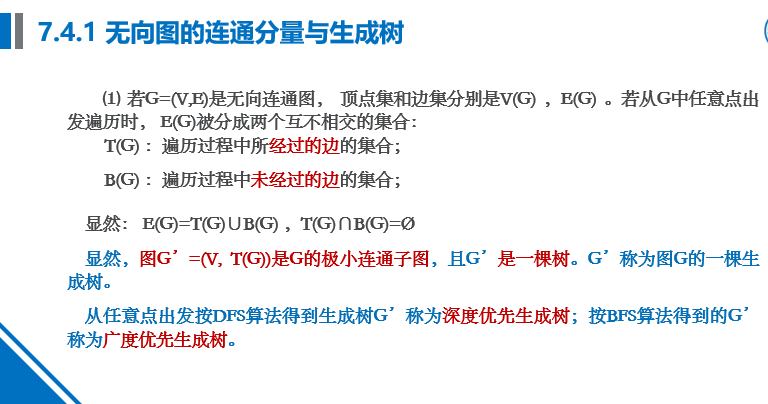 7.4.1 无向图的连通分量与生成树
⑴ 若G=(V,E)是无向连通图， 顶点集和边集分别是V(G) ，E(G) 。若从G中任意点出
发遍历时， E(G)被分成两个互不相交的集合：
T(G) ：遍历过程中所经过的边的集合；
B(G) ：遍历过程中未经过的边的集合；
显然： E(G)=T(G)∪B(G) ，T(G)∩B(G)=Ø
显然，图G’=(V, T(G))是G的极小连通子图，且G’是一棵树。G’称为图G的一棵生
成树。
从任意点出发按DFS算法得到生成树G’称为深度优先生成树；按BFS算法得到的G’
称为广度优先生成树。